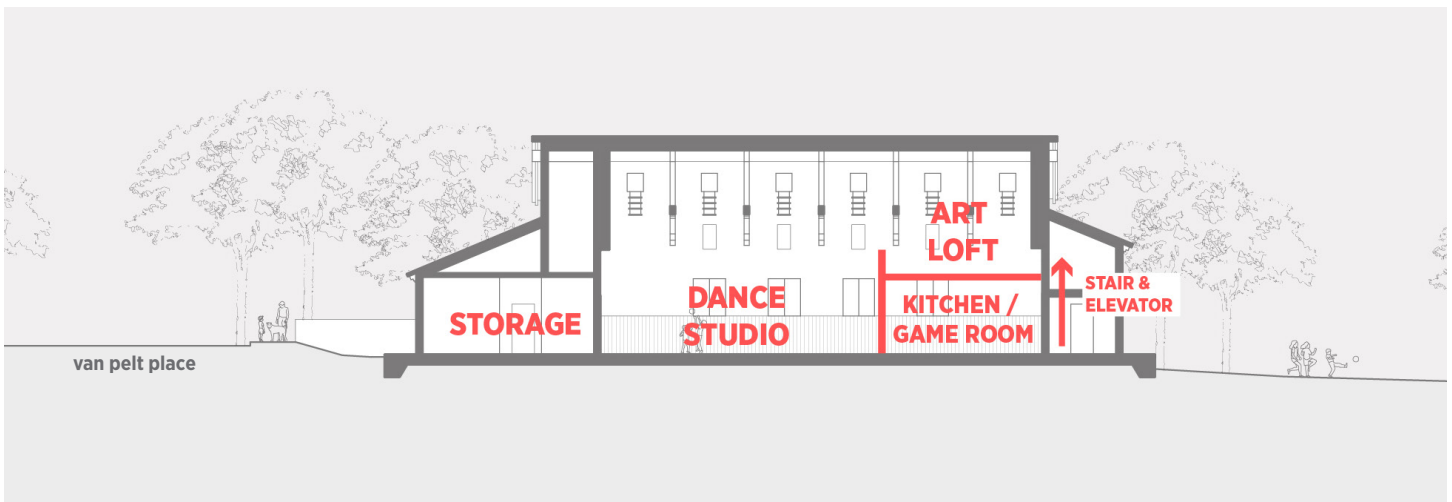 ART
LOFT
STAIR &
ELEVATOR
STORAGE
DANCE
STUDIO
KITCHEN /
GAME ROOM
van pelt place